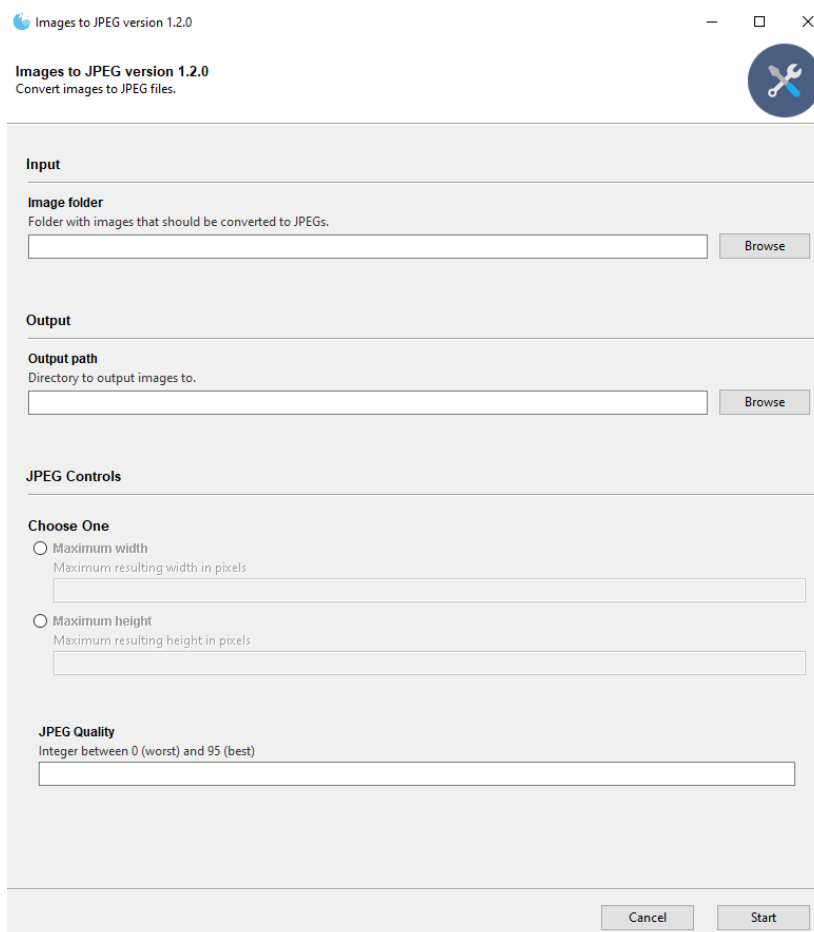 Images to JPEG version 1.2.0
Images to JPEG version 1.2.0
Convert images to JPEG files.
Input
Image folder
Folder with images that should be converted to JPEGs.
Browse
Output
Output path
Directory to output images to.
Browse
JPEG Controls
Choose One
Maximum width
Maximum resulting width in pixels
Maximum height
Maximum resulting height in pixels
JPEG Quality
Integer between 0 (worst) and 95 (best)
Cancel Start